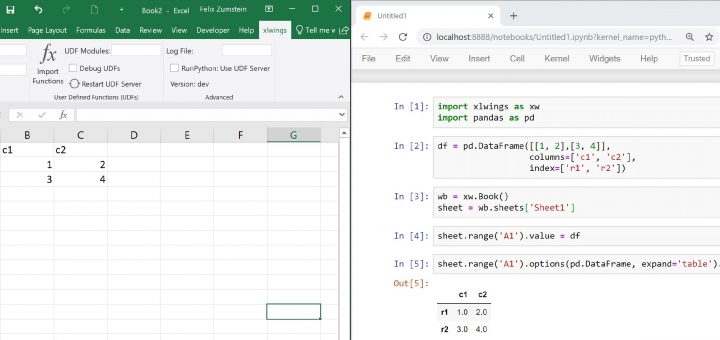 Book2 - Excel Felix Zumstein
nsert Page Layout Formulas Data Review View Developer Help xlwings Tell me v
fx UDF Modules: Log File:
Import Functions
Debug UDFs RunPython: Use UDF Server
Restart UDF Server Version: dev
User Defined Functions (UDFs) Advanced
fx
B C D E F G
c1 c2
1 2
3 4
Untitled1
localhost:8888/notebooks/Untitled1.ipynb?kernel_name=pyth...
File Edit View Insert Cell Kernel Widgets Help Trusted
In [1]: import xlwings as xw
import pandas as pd
In [2]: df = pd.DataFrame([[1, 2],[3, 4]],
columns=['c1', 'c2'],
index=['r1', 'r2'])
In [3]: wb = xw.Book()
sheet = wb.sheets['Sheet1']
In [4]: sheet.range('A1').value = df
In [5]: sheet.range('A1').options(pd.DataFrame, expand='table').
Out[5]:
c1 c2
r1 1.0 2.0
r2 3.0 4.0